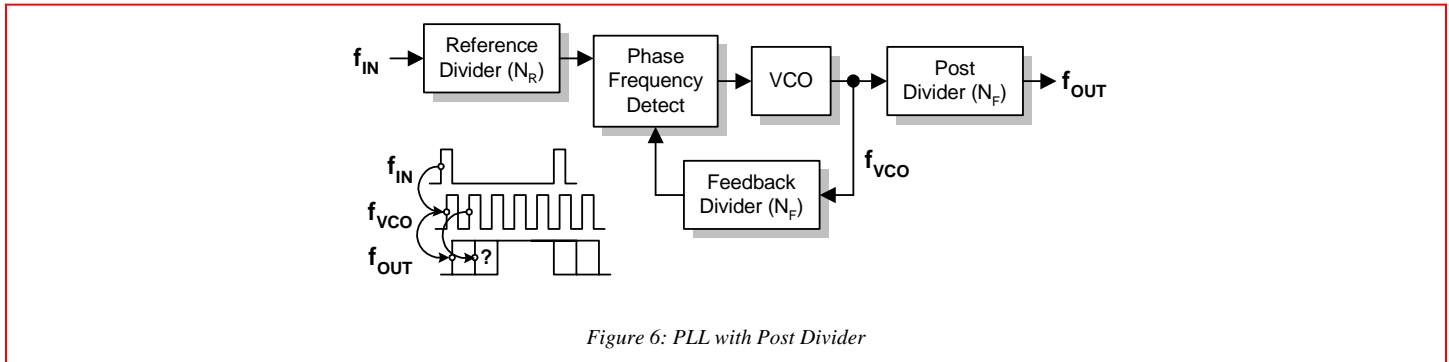 f_IN
Reference
Divider (N_R)
Phase
Frequency
Detect
VCO
Post
Divider (N_F)
f_OUT
f_VCO
Feedback
Divider (N_F)
f_IN
f_VCO
f_OUT
?
Figure 6: PLL with Post Divider